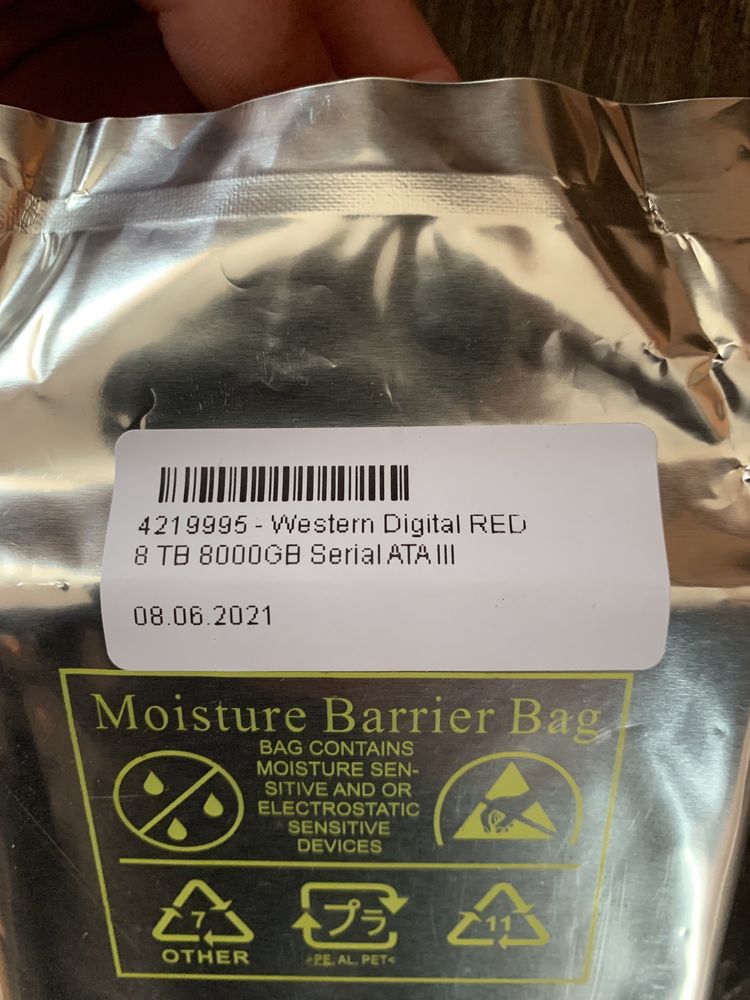 4219995 - Western Digital RED
8 TB 8000GB Serial ATA III
08.06.2021
Moisture Barrier Bag
BAG CONTAINS
MOISTURE SEN-
SITIVE AND OR
ELECTROSTATIC
SENSITIVE
DEVICES
7
プラ
11
OTHER
>PE, AL, PET<